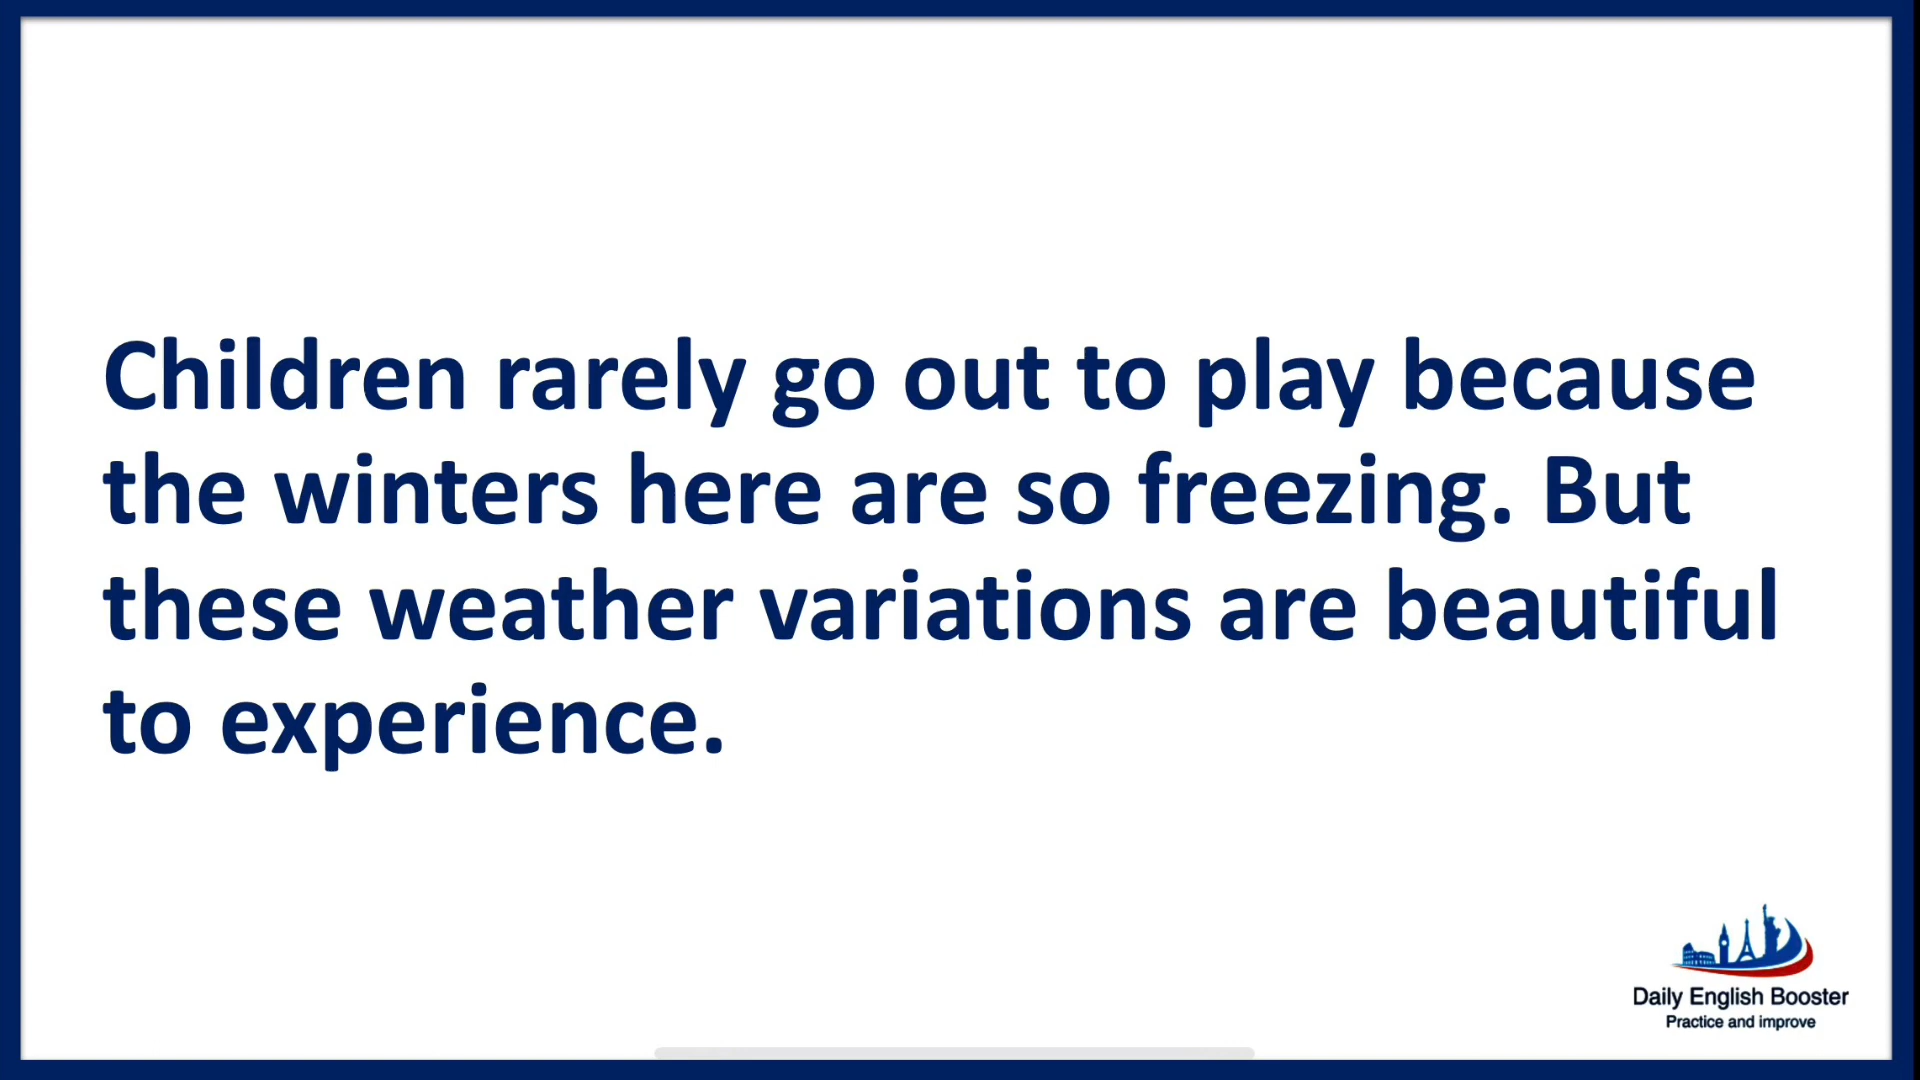 Children rarely go out to play because
the winters here are so freezing. But
these weather variations are beautiful
to experience.
Daily English Booster
Practice and improve